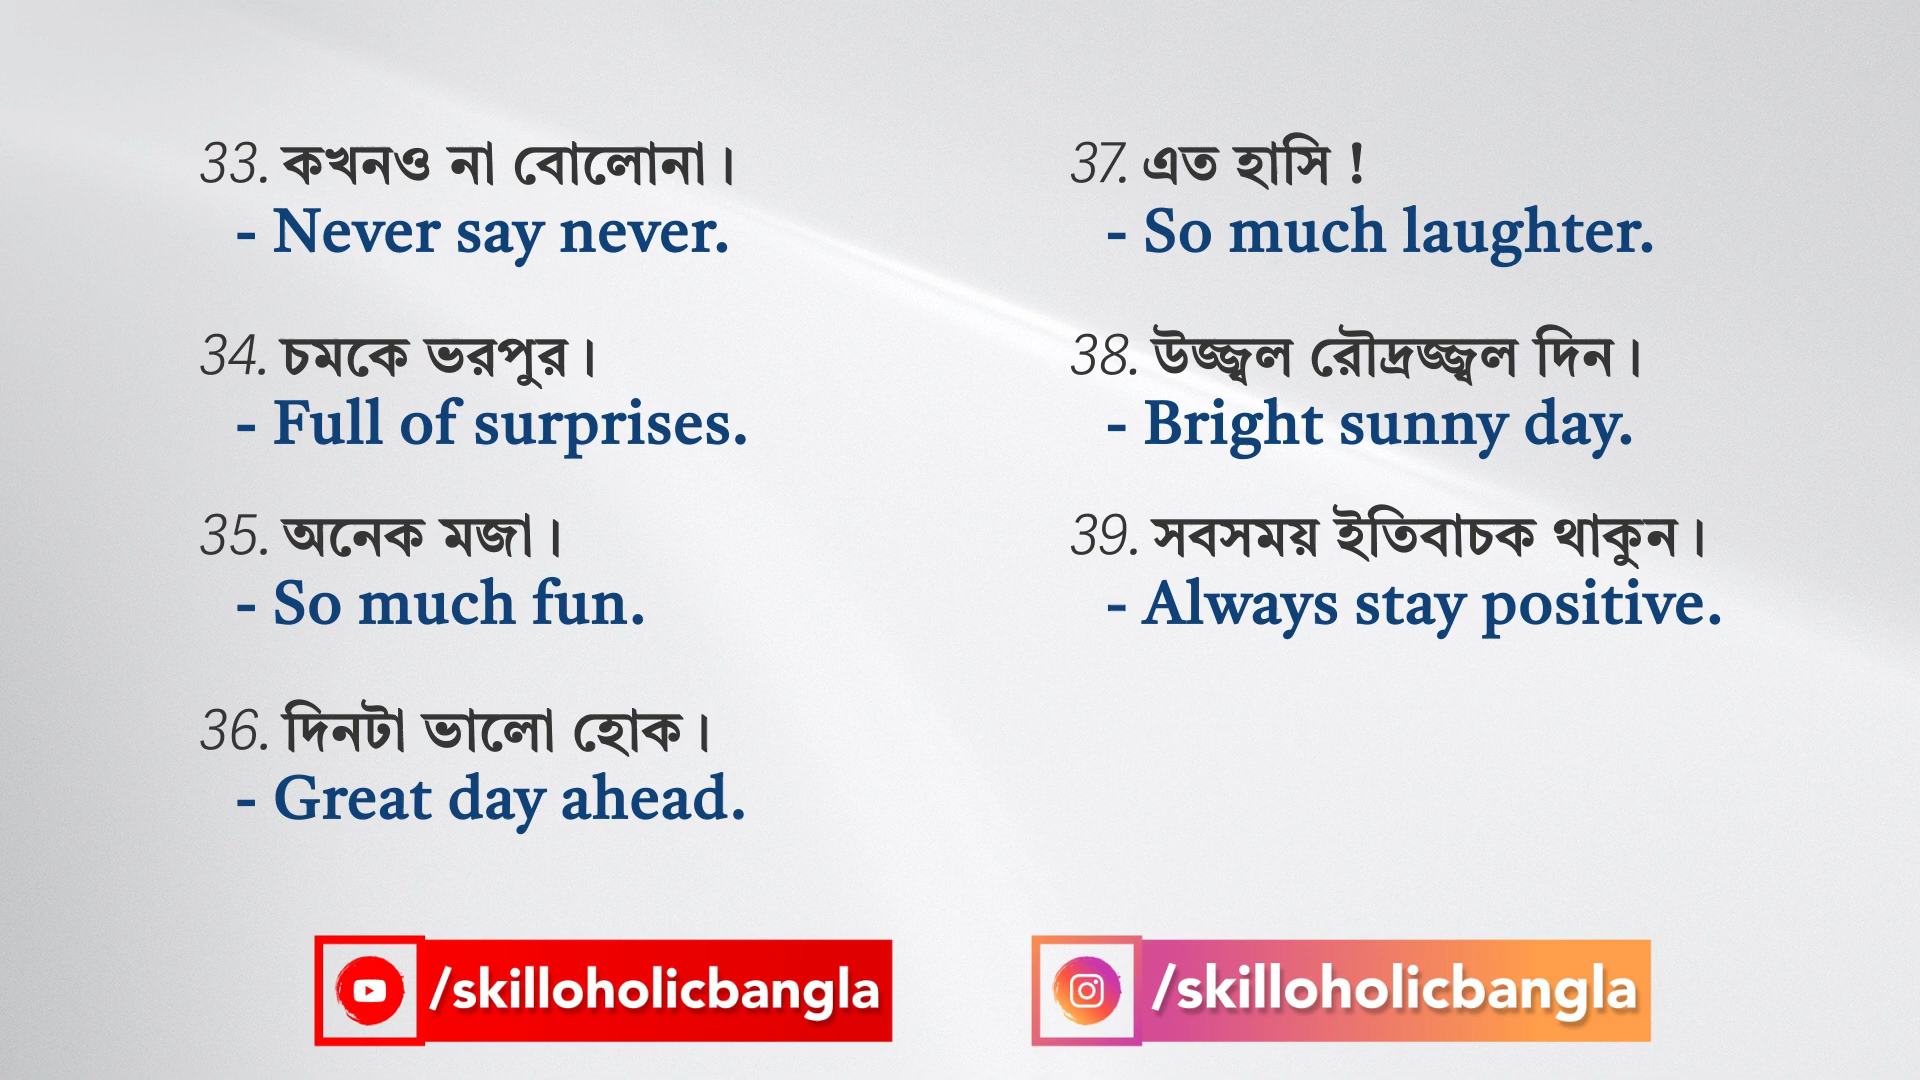 33. কখনও না বোলোনা।
- Never say never.
34. চমকে ভরপুর।
- Full of surprises.
35. অনেক মজা।
- So much fun.
36. দিনটা ভালো হোক।
- Great day ahead.
37. এত হাসি !
- So much laughter.
38. উজ্জ্বল রৌদ্রজ্জ্বল দিন।
- Bright sunny day.
39. সবসময় ইতিবাচক থাকুন।
- Always stay positive.
/skilloholicbangla
/skilloholicbangla